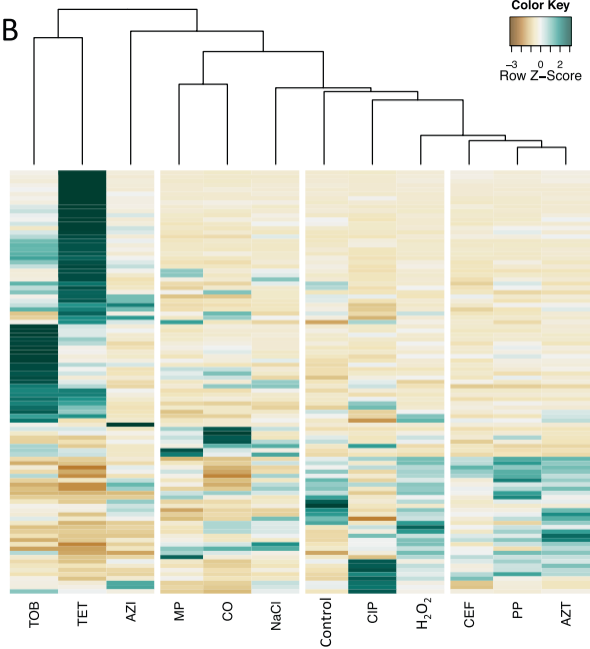 B
Color Key
−3 0 2
Row Z−Score
TOB TET AZI MP CO NaCl Control CIP H₂O₂ CEF PP AZT